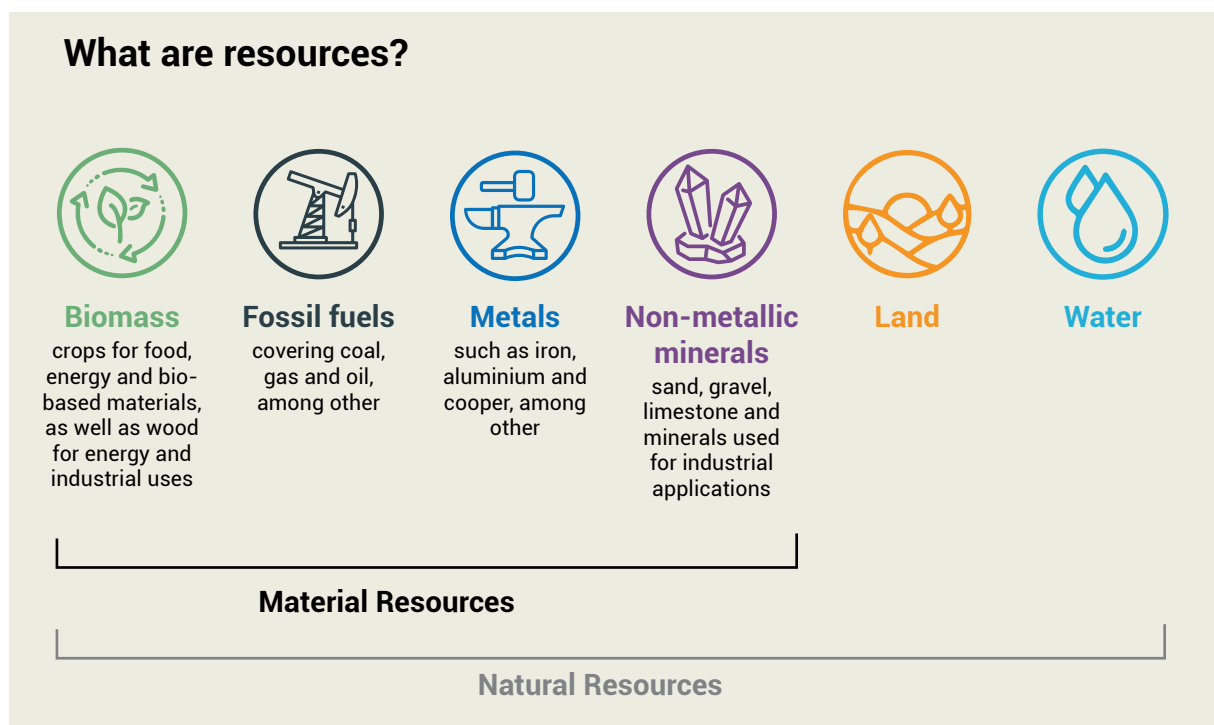 What are resources?
Biomass
crops for food,
energy and bio-
based materials,
as well as wood
for energy and
industrial uses
Fossil fuels
covering coal,
gas and oil,
among other
Metals
such as iron,
aluminium and
cooper, among
other
Non-metallic
minerals
sand, gravel,
limestone and
minerals used
for industrial
applications
Land
Water
Material Resources
Natural Resources